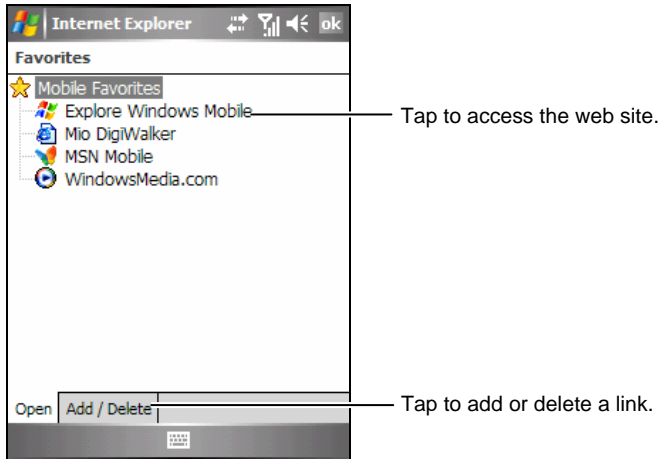 Internet Explorer ok
Favorites
Mobile Favorites
Explore Windows Mobile
Tap to access the web site.
Mio DigiWalker
MSN Mobile
WindowsMedia.com
Open Add / Delete
Tap to add or delete a link.